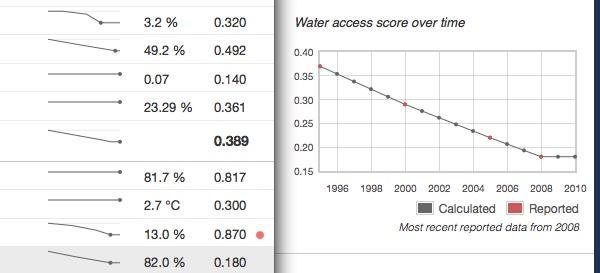 3.2 % 0.320
49.2 % 0.492
0.07 0.140
23.29 % 0.361
0.389
81.7 % 0.817
2.7 °C 0.300
13.0 % 0.870
82.0 % 0.180
Water access score over time
0.40
0.35
0.30
0.25
0.20
0.15
1996 1998 2000 2002 2004 2006 2008 2010
Calculated Reported
Most recent reported data from 2008